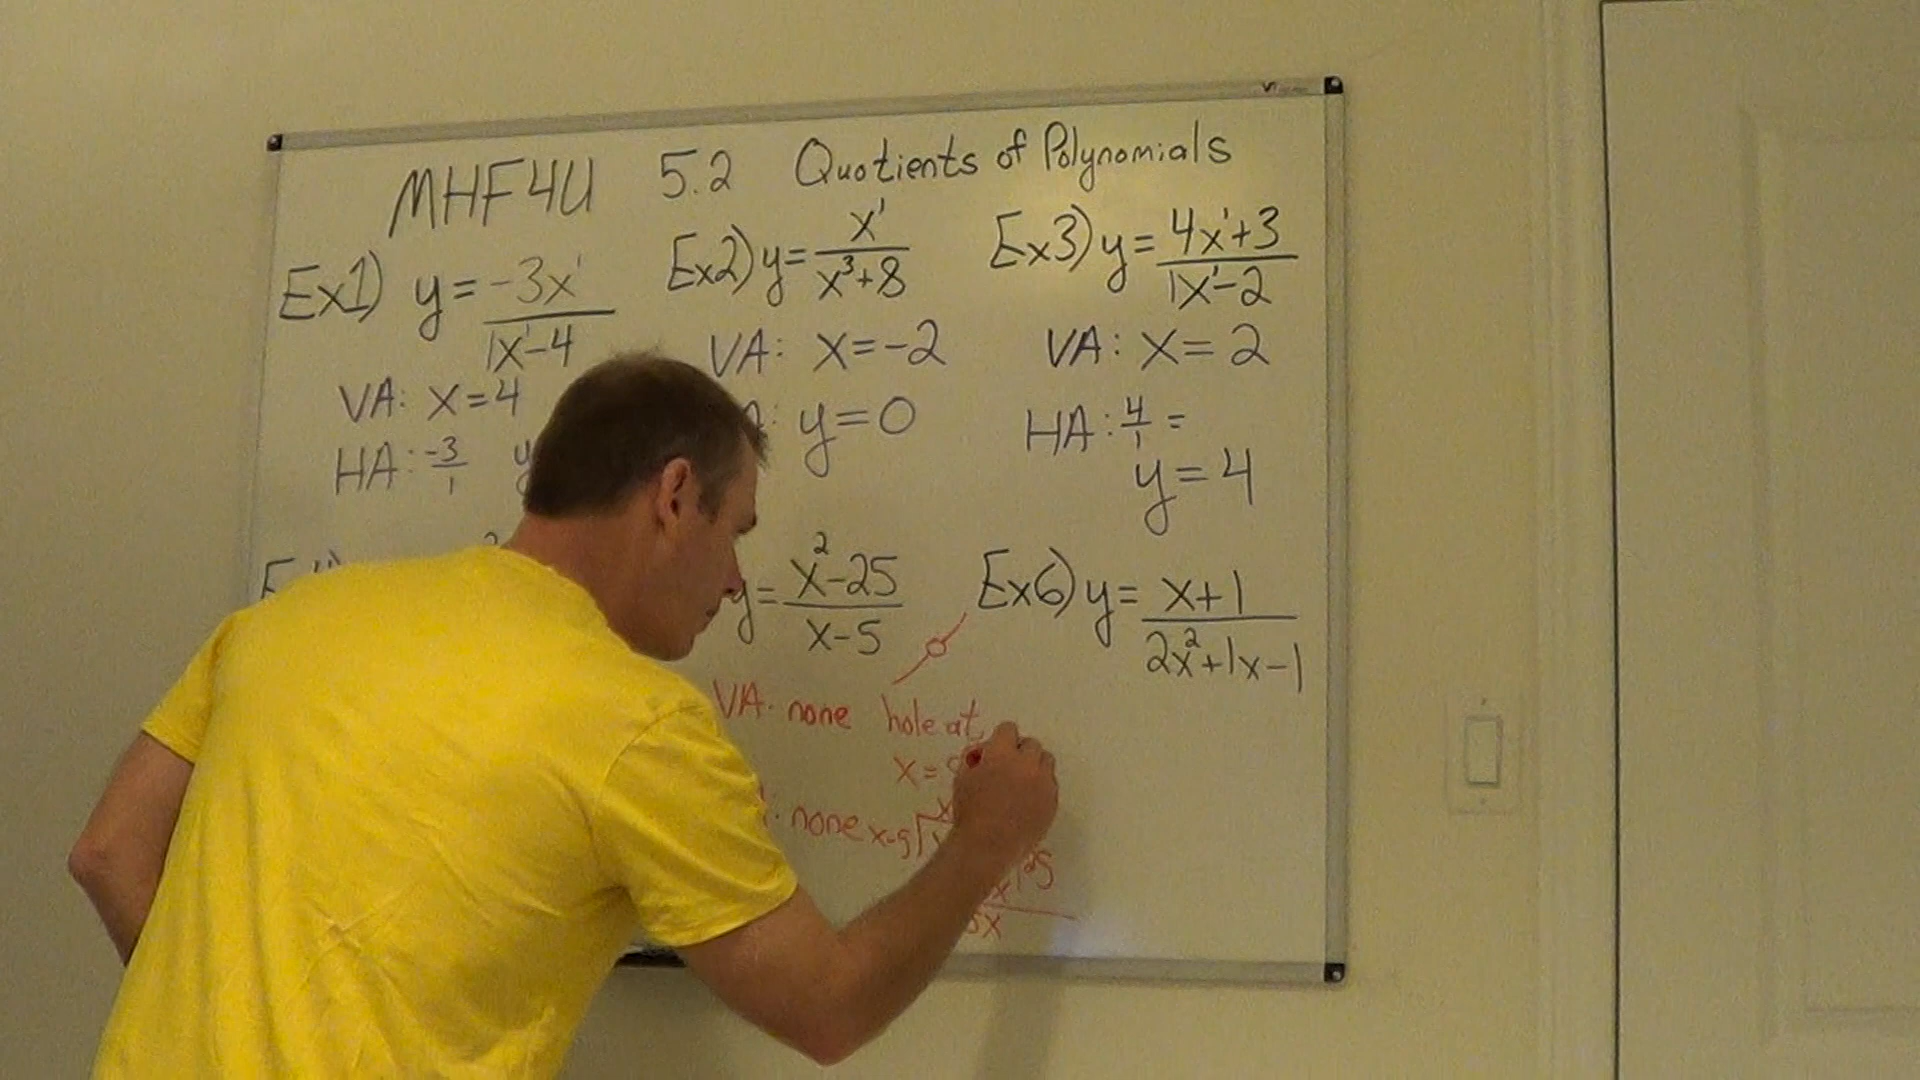 MHF4U 5.2 Quotients of Polynomials
Ex1) y = -3x¹ / 1x¹-4
VA: x=4
HA: -3/1 y
Ex2) y = x¹ / x³+8
VA: x=-2
: y=0
Ex3) y = 4x¹+3 / 1x¹-2
VA: x=2
HA: 4/1 =
y=4
y = x²-25 / x-5
VA: none hole at
x =
: none x-5
25
Ex6) y = x+1 / 2x²+1x-1